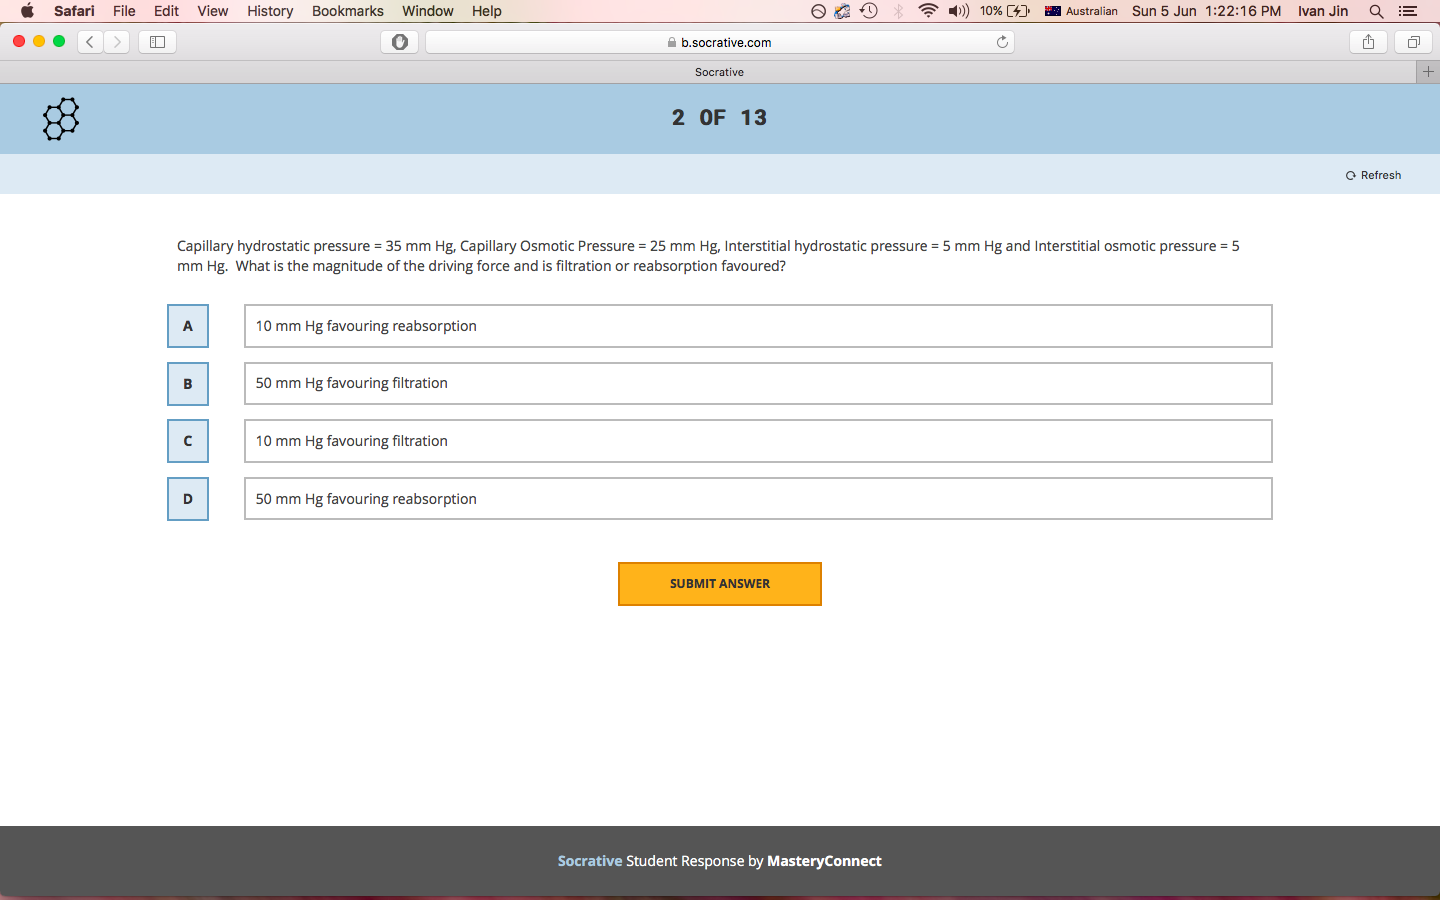 Safari File Edit View History Bookmarks Window Help 10% Australian Sun 5 Jun 1:22:16 PM Ivan Jin
b.socrative.com
Socrative
2 OF 13
Refresh
Capillary hydrostatic pressure = 35 mm Hg, Capillary Osmotic Pressure = 25 mm Hg, Interstitial hydrostatic pressure = 5 mm Hg and Interstitial osmotic pressure = 5
mm Hg. What is the magnitude of the driving force and is filtration or reabsorption favoured?
A 10 mm Hg favouring reabsorption
B 50 mm Hg favouring filtration
C 10 mm Hg favouring filtration
D 50 mm Hg favouring reabsorption
SUBMIT ANSWER
Socrative Student Response by MasteryConnect